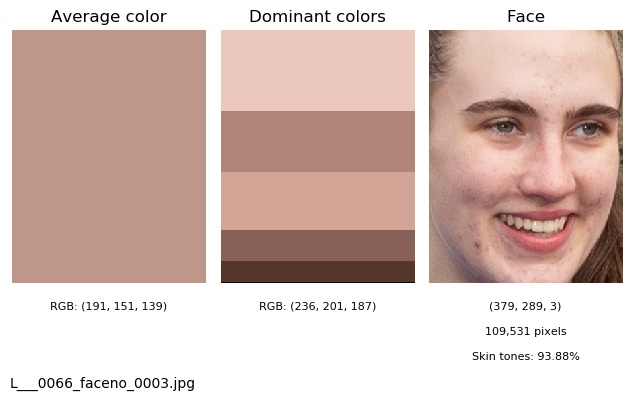 Average color
Dominant colors
Face
RGB: (191, 151, 139)
RGB: (236, 201, 187)
(379, 289, 3)
109,531 pixels
Skin tones: 93.88%
L___0066_faceno_0003.jpg